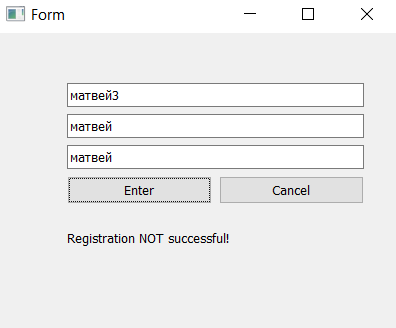 Form
матвей3
матвей
матвей
Enter Cancel
Registration NOT successful!